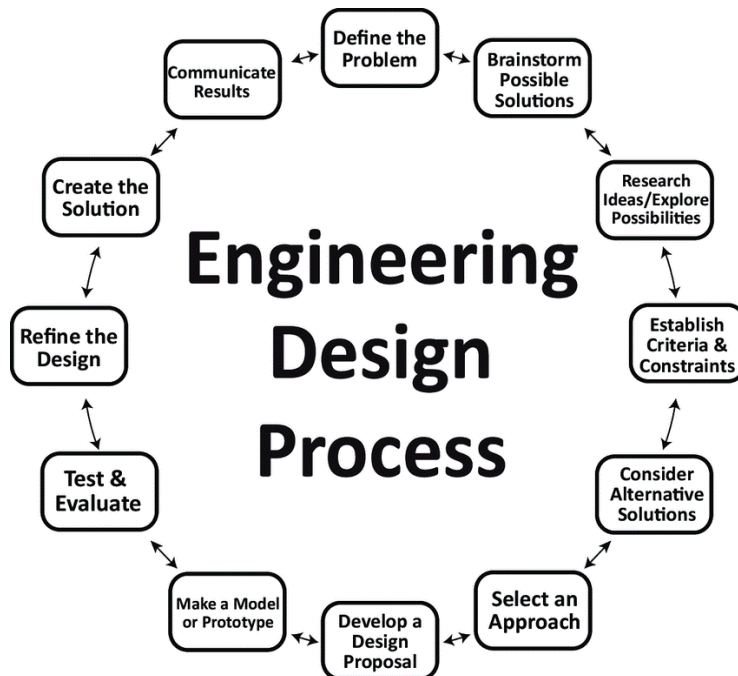 Define the
Problem
Brainstorm
Possible
Solutions
Research
Ideas/Explore
Possibilities
Establish
Criteria &
Constraints
Consider
Alternative
Solutions
Select an
Approach
Develop a
Design
Proposal
Make a Model
or Prototype
Test &
Evaluate
Refine the
Design
Create the
Solution
Communicate
Results
Engineering
Design
Process